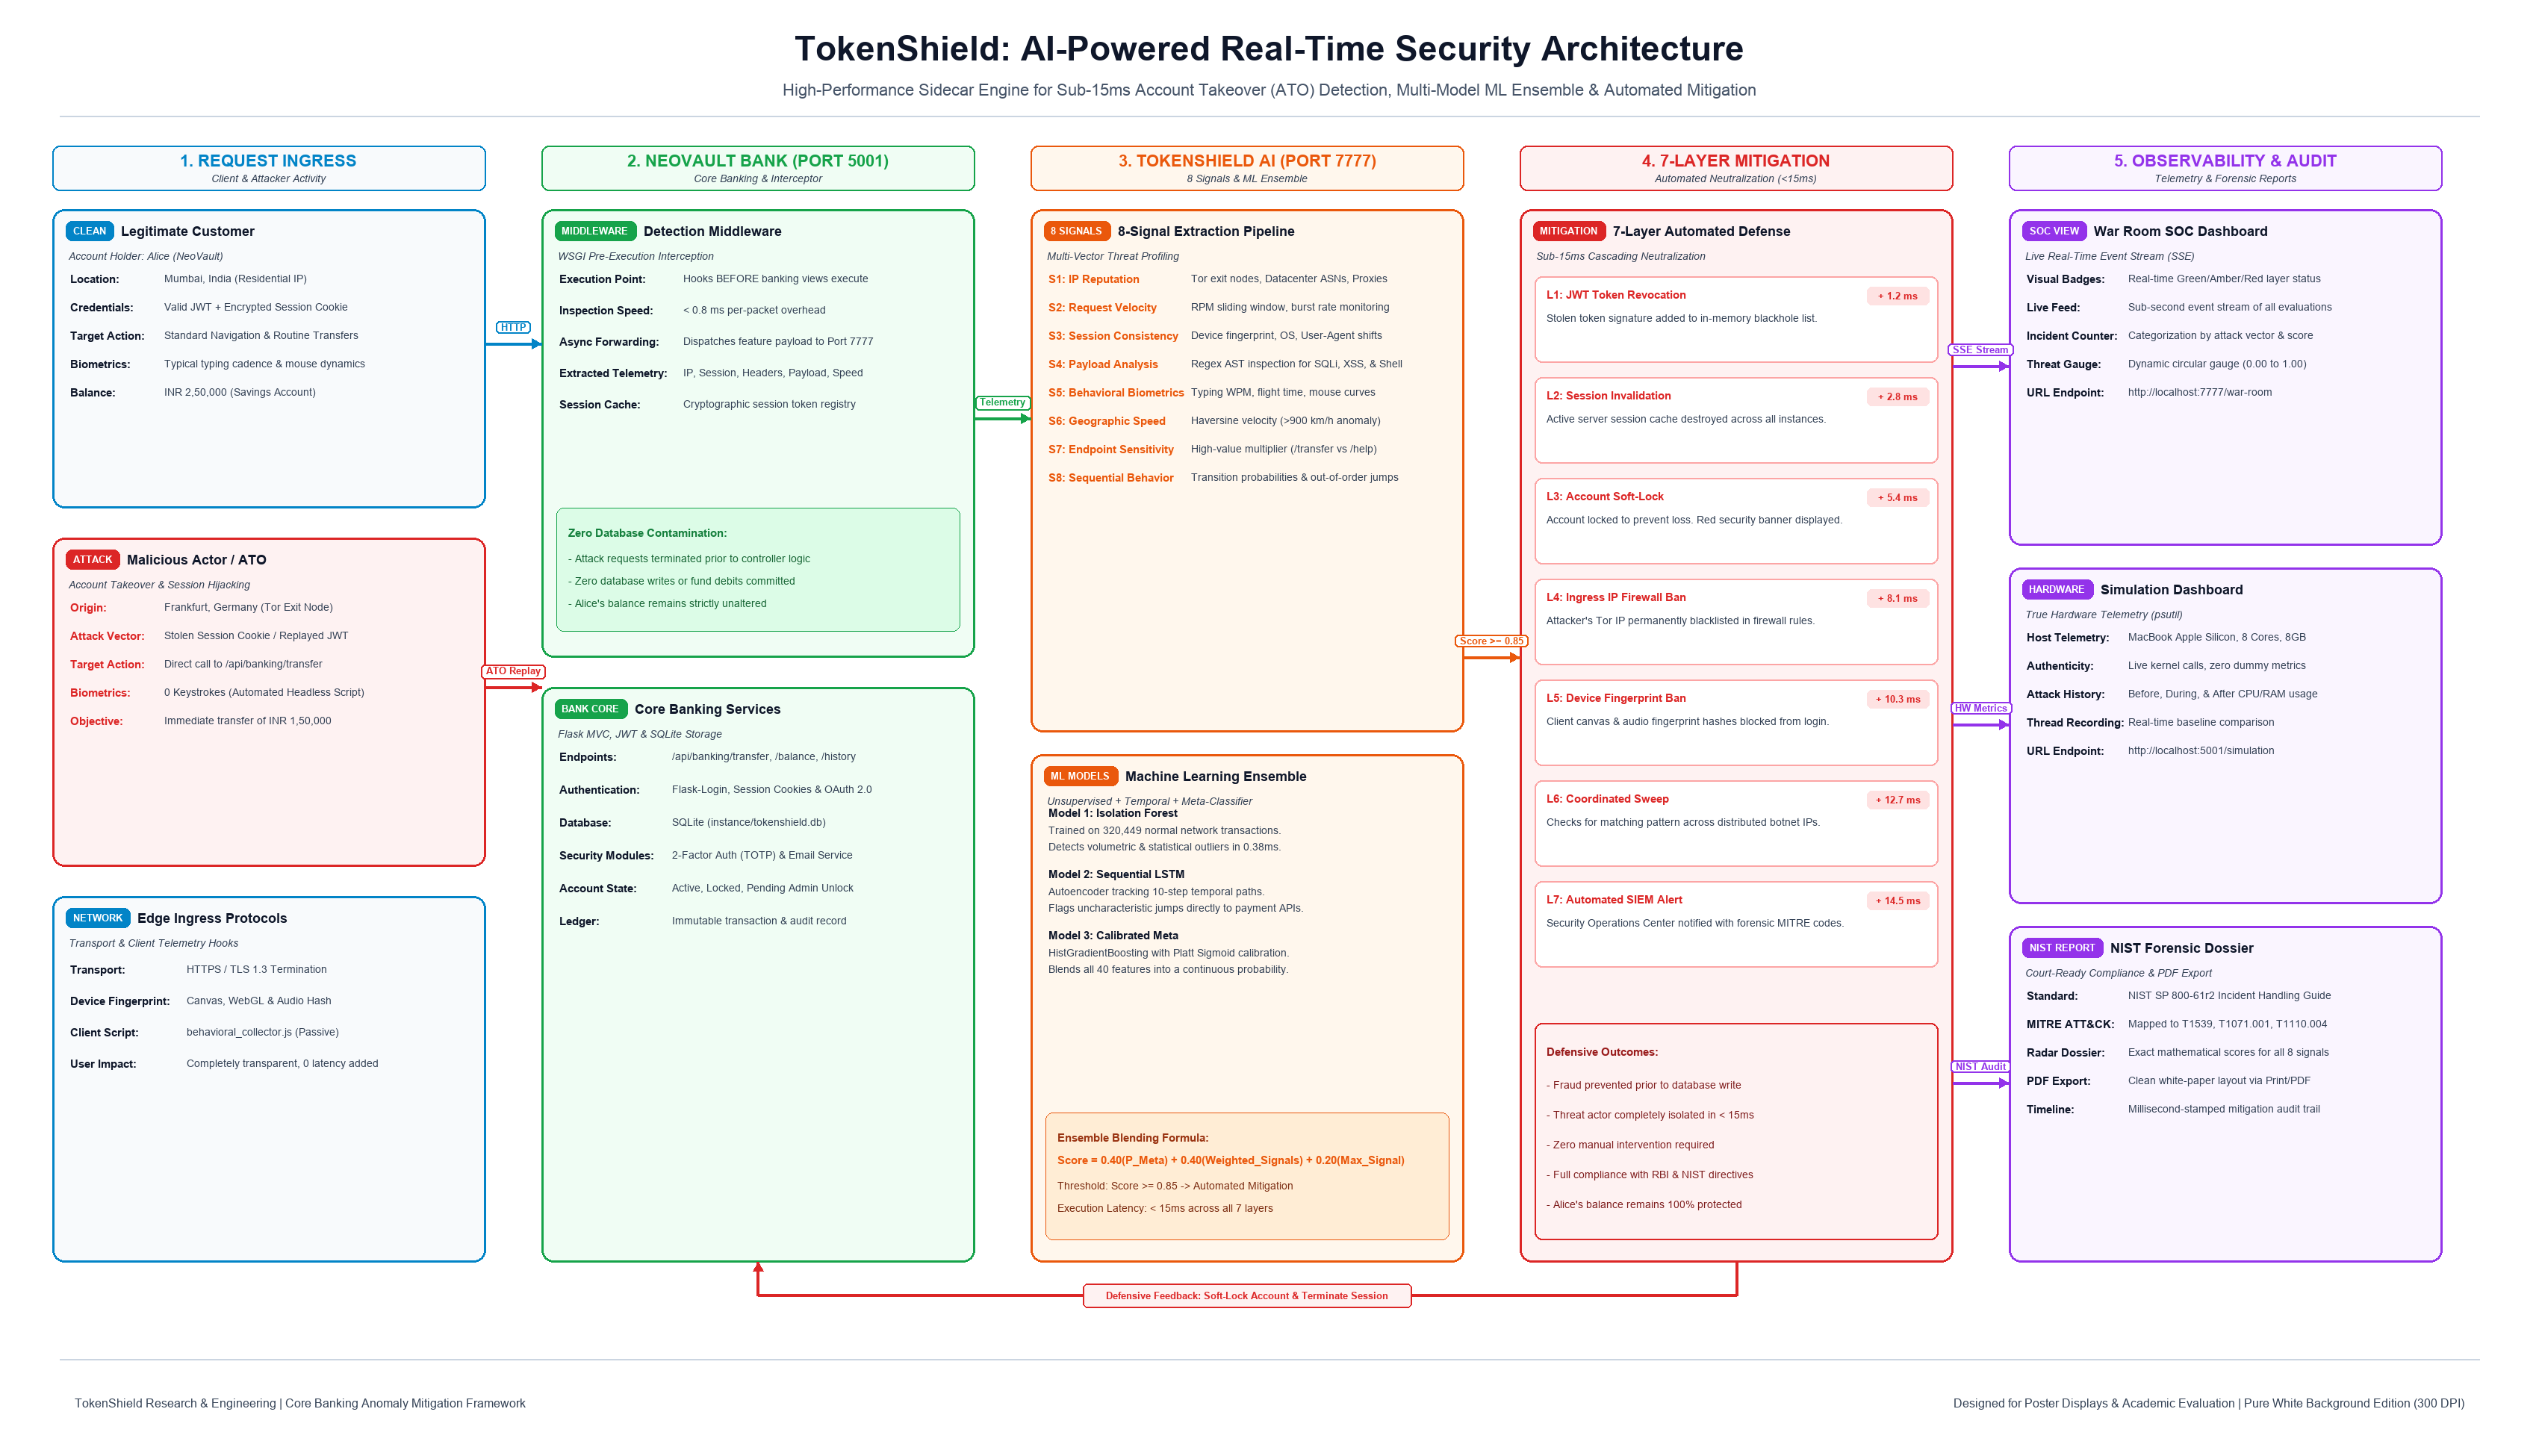 TokenShield: AI-Powered Real-Time Security Architecture
High-Performance Sidecar Engine for Sub-15ms Account Takeover (ATO) Detection, Multi-Model ML Ensemble & Automated Mitigation
1. REQUEST INGRESS
Client & Attacker Activity
CLEAN Legitimate Customer
Account Holder: Alice (NeoVault)
Location: Mumbai, India (Residential IP)
Credentials: Valid JWT + Encrypted Session Cookie
Target Action: Standard Navigation & Routine Transfers
Biometrics: Typical typing cadence & mouse dynamics
Balance: INR 2,50,000 (Savings Account)
HTTP
ATTACK Malicious Actor / ATO
Account Takeover & Session Hijacking
Origin: Frankfurt, Germany (Tor Exit Node)
Attack Vector: Stolen Session Cookie / Replayed JWT
Target Action: Direct call to /api/banking/transfer
Biometrics: 0 Keystrokes (Automated Headless Script)
Objective: Immediate transfer of INR 1,50,000
ATO Replay
NETWORK Edge Ingress Protocols
Transport & Client Telemetry Hooks
Transport: HTTPS / TLS 1.3 Termination
Device Fingerprint: Canvas, WebGL & Audio Hash
Client Script: behavioral_collector.js (Passive)
User Impact: Completely transparent, 0 latency added
2. NEOVAULT BANK (PORT 5001)
Core Banking & Interceptor
MIDDLEWARE Detection Middleware
WSGI Pre-Execution Interception
Execution Point: Hooks BEFORE banking views execute
Inspection Speed: < 0.8 ms per-packet overhead
Async Forwarding: Dispatches feature payload to Port 7777
Extracted Telemetry: IP, Session, Headers, Payload, Speed
Session Cache: Cryptographic session token registry
Telemetry
Zero Database Contamination:
- Attack requests terminated prior to controller logic
- Zero database writes or fund debits committed
- Alice's balance remains strictly unaltered
BANK CORE Core Banking Services
Flask MVC, JWT & SQLite Storage
Endpoints: /api/banking/transfer, /balance, /history
Authentication: Flask-Login, Session Cookies & OAuth 2.0
Database: SQLite (instance/tokenshield.db)
Security Modules: 2-Factor Auth (TOTP) & Email Service
Account State: Active, Locked, Pending Admin Unlock
Ledger: Immutable transaction & audit record
3. TOKENSHIELD AI (PORT 7777)
8 Signals & ML Ensemble
8 SIGNALS 8-Signal Extraction Pipeline
Multi-Vector Threat Profiling
S1: IP Reputation Tor exit nodes, Datacenter ASNs, Proxies
S2: Request Velocity RPM sliding window, burst rate monitoring
S3: Session Consistency Device fingerprint, OS, User-Agent shifts
S4: Payload Analysis Regex AST inspection for SQLi, XSS, & Shell
S5: Behavioral Biometrics Typing WPM, flight time, mouse curves
S6: Geographic Speed Haversine velocity (>900 km/h anomaly)
S7: Endpoint Sensitivity High-value multiplier (/transfer vs /help)
S8: Sequential Behavior Transition probabilities & out-of-order jumps
Score >= 0.85
ML MODELS Machine Learning Ensemble
Unsupervised + Temporal + Meta-Classifier
Model 1: Isolation Forest
Trained on 320,449 normal network transactions.
Detects volumetric & statistical outliers in 0.38ms.
Model 2: Sequential LSTM
Autoencoder tracking 10-step temporal paths.
Flags uncharacteristic jumps directly to payment APIs.
Model 3: Calibrated Meta
HistGradientBoosting with Platt Sigmoid calibration.
Blends all 40 features into a continuous probability.
Ensemble Blending Formula:
Score = 0.40(P_Meta) + 0.40(Weighted_Signals) + 0.20(Max_Signal)
Threshold: Score >= 0.85 -> Automated Mitigation
Execution Latency: < 15ms across all 7 layers
4. 7-LAYER MITIGATION
Automated Neutralization (<15ms)
MITIGATION 7-Layer Automated Defense
Sub-15ms Cascading Neutralization
L1: JWT Token Revocation + 1.2 ms
Stolen token signature added to in-memory blackhole list.
L2: Session Invalidation + 2.8 ms
Active server session cache destroyed across all instances.
L3: Account Soft-Lock + 5.4 ms
Account locked to prevent loss. Red security banner displayed.
L4: Ingress IP Firewall Ban + 8.1 ms
Attacker's Tor IP permanently blacklisted in firewall rules.
L5: Device Fingerprint Ban + 10.3 ms
Client canvas & audio fingerprint hashes blocked from login.
L6: Coordinated Sweep + 12.7 ms
Checks for matching pattern across distributed botnet IPs.
L7: Automated SIEM Alert + 14.5 ms
Security Operations Center notified with forensic MITRE codes.
Defensive Outcomes:
- Fraud prevented prior to database write
- Threat actor completely isolated in < 15ms
- Zero manual intervention required
- Full compliance with RBI & NIST directives
- Alice's balance remains 100% protected
SSE Stream
HW Metrics
NIST Audit
5. OBSERVABILITY & AUDIT
Telemetry & Forensic Reports
SOC VIEW War Room SOC Dashboard
Live Real-Time Event Stream (SSE)
Visual Badges: Real-time Green/Amber/Red layer status
Live Feed: Sub-second event stream of all evaluations
Incident Counter: Categorization by attack vector & score
Threat Gauge: Dynamic circular gauge (0.00 to 1.00)
URL Endpoint: http://localhost:7777/war-room
HARDWARE Simulation Dashboard
True Hardware Telemetry (psutil)
Host Telemetry: MacBook Apple Silicon, 8 Cores, 8GB
Authenticity: Live kernel calls, zero dummy metrics
Attack History: Before, During, & After CPU/RAM usage
Thread Recording: Real-time baseline comparison
URL Endpoint: http://localhost:5001/simulation
NIST REPORT NIST Forensic Dossier
Court-Ready Compliance & PDF Export
Standard: NIST SP 800-61r2 Incident Handling Guide
MITRE ATT&CK: Mapped to T1539, T1071.001, T1110.004
Radar Dossier: Exact mathematical scores for all 8 signals
PDF Export: Clean white-paper layout via Print/PDF
Timeline: Millisecond-stamped mitigation audit trail
Defensive Feedback: Soft-Lock Account & Terminate Session
TokenShield Research & Engineering | Core Banking Anomaly Mitigation Framework
Designed for Poster Displays & Academic Evaluation | Pure White Background Edition (300 DPI)